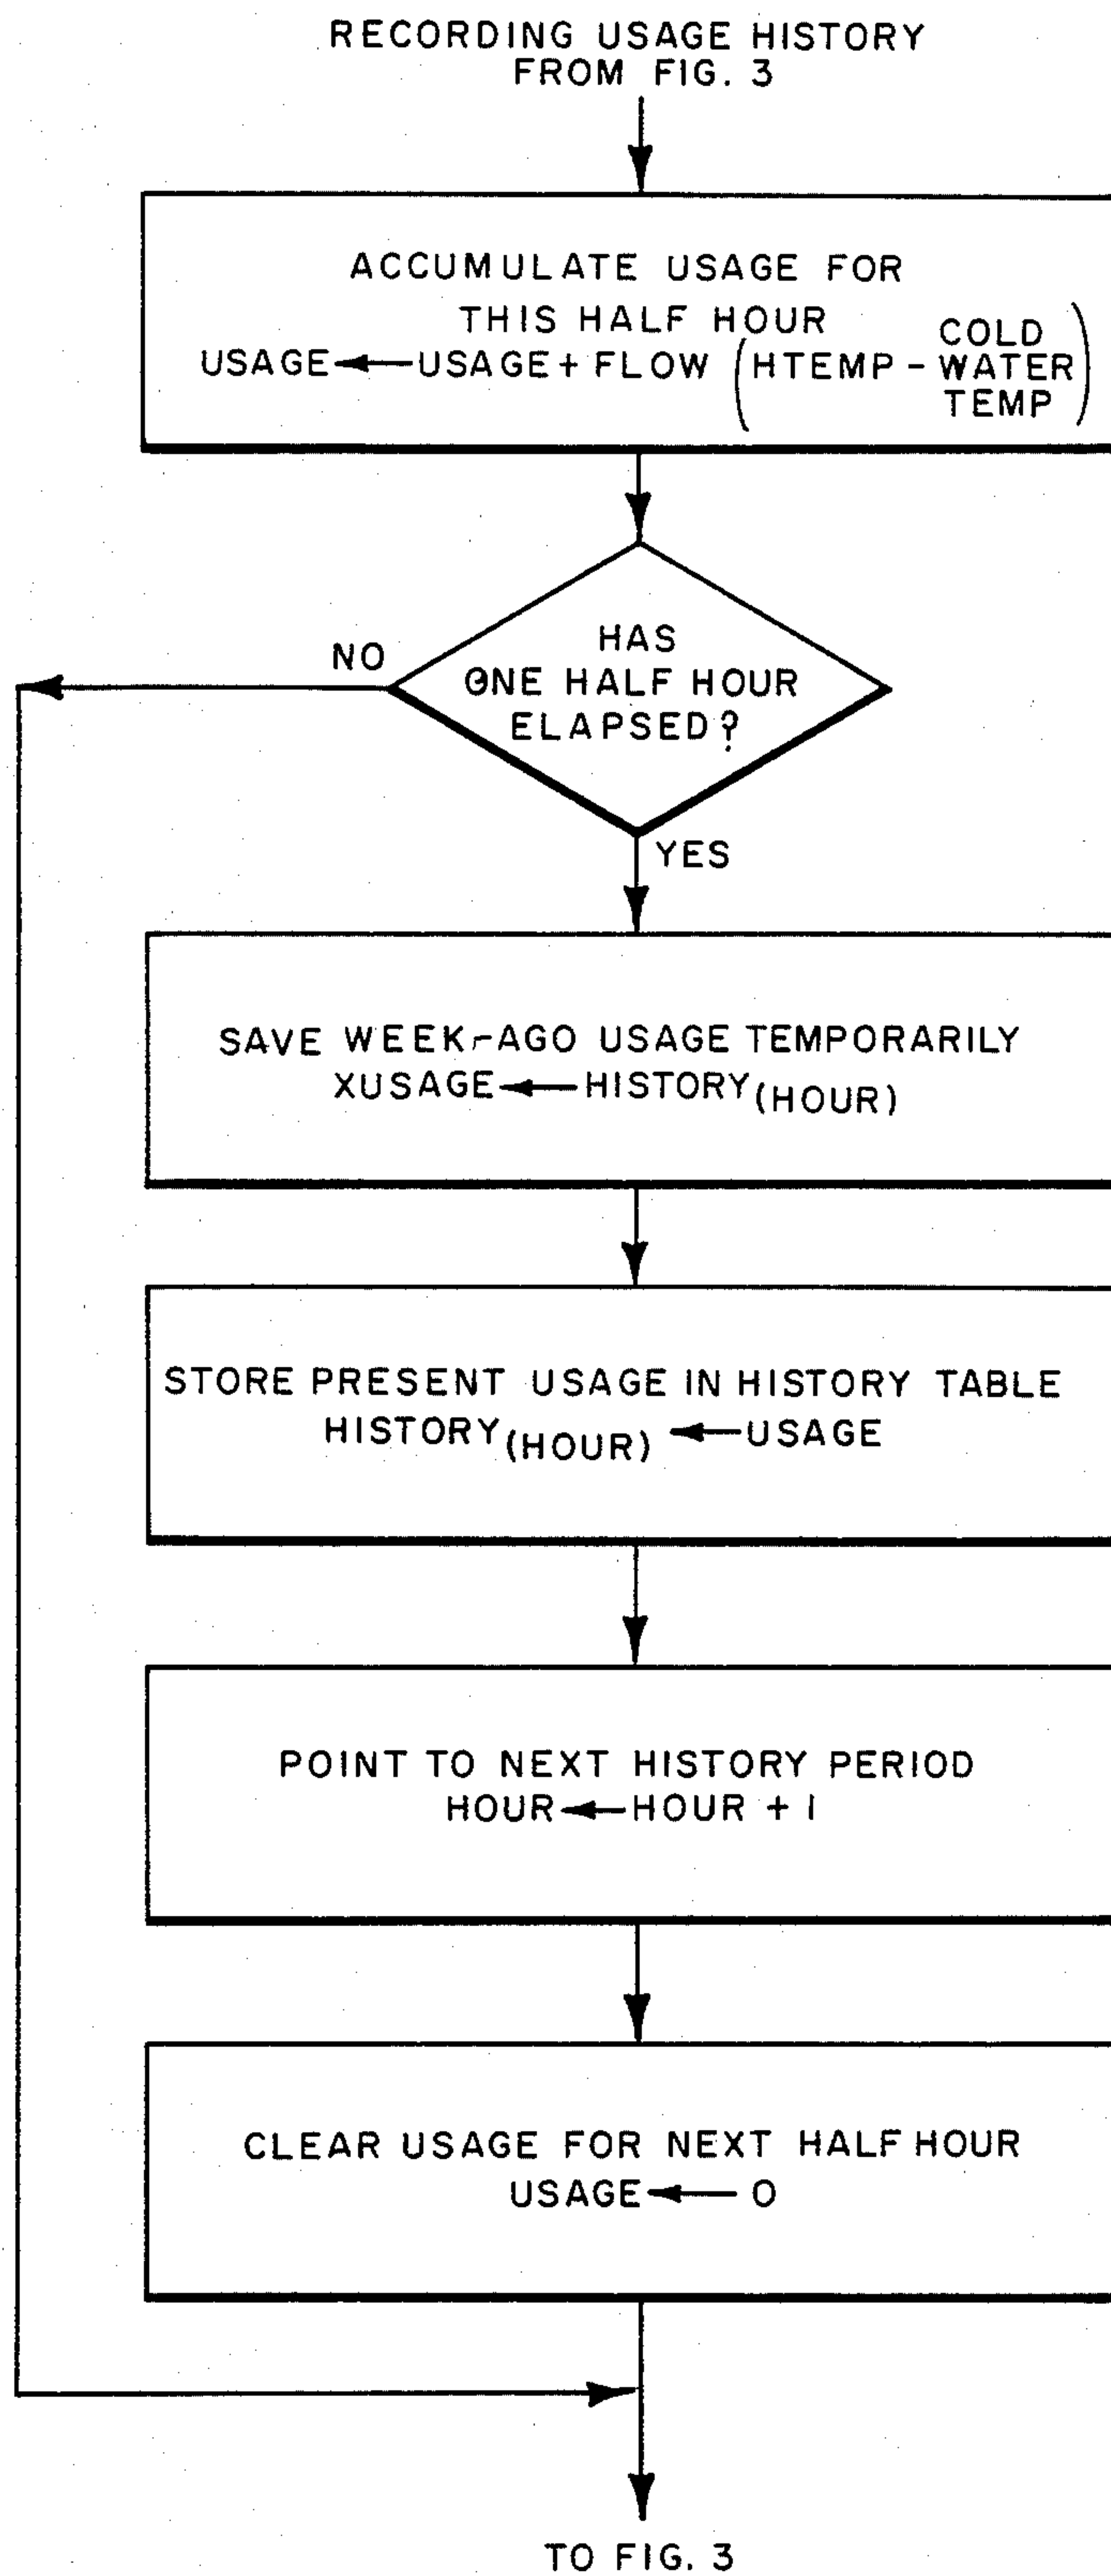 RECORDING USAGE HISTORY
FROM FIG. 3
ACCUMULATE USAGE FOR
THIS HALF HOUR
USAGE←USAGE+ FLOW (HTEMP - COLD
WATER
TEMP)
NO
HAS
ONE HALF HOUR
ELAPSED?
YES
SAVE WEEK-AGO USAGE TEMPORARILY
XUSAGE←HISTORY(HOUR)
STORE PRESENT USAGE IN HISTORY TABLE
HISTORY(HOUR) ←USAGE
POINT TO NEXT HISTORY PERIOD
HOUR←HOUR + 1
CLEAR USAGE FOR NEXT HALF HOUR
USAGE← 0
TO FIG. 3